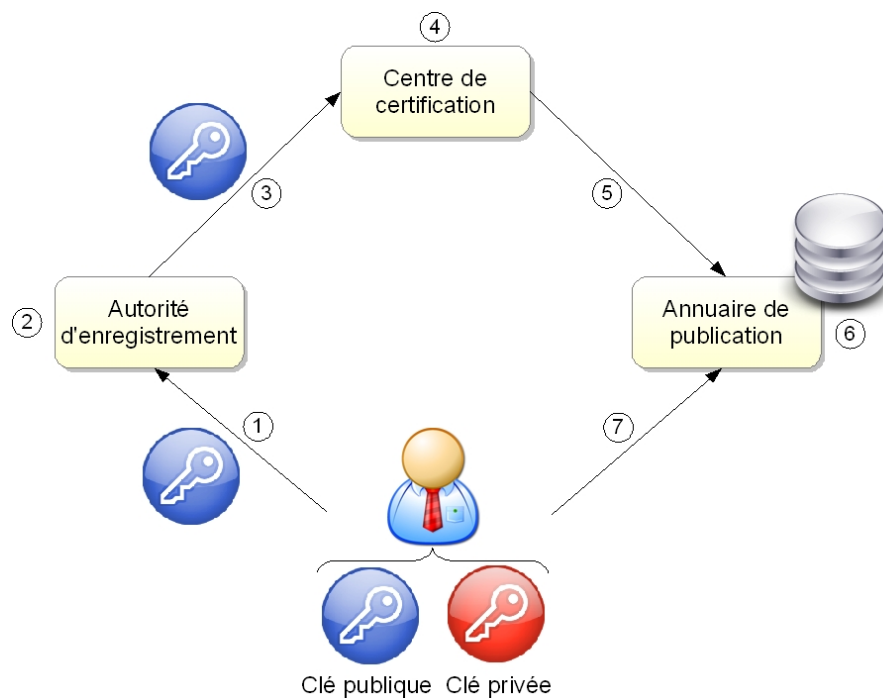 4
Centre de
certification
3
5
2
Autorité
d'enregistrement
Annuaire de
publication
6
1
7
Clé publique
Clé privée